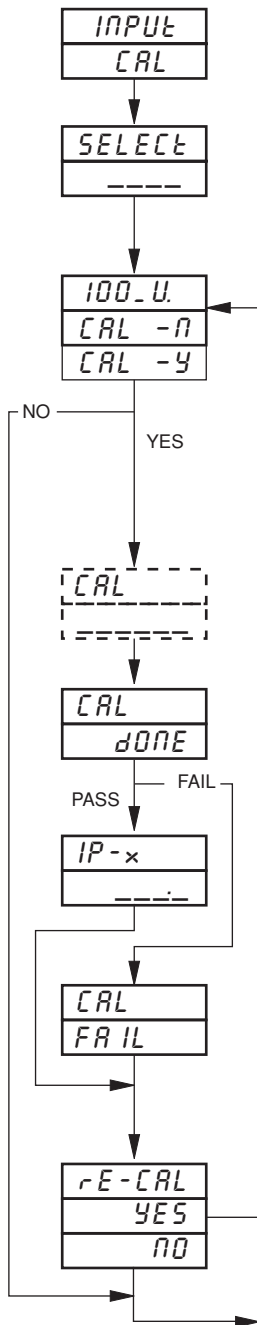 INPUt
CAL
SELECt
____
100_U.
CAL -N
CAL -Y
NO
YES
CAL
______
CAL
dONE
FAIL
PASS
IP-x
___._
CAL
FAIL
rE-CAL
YES
NO